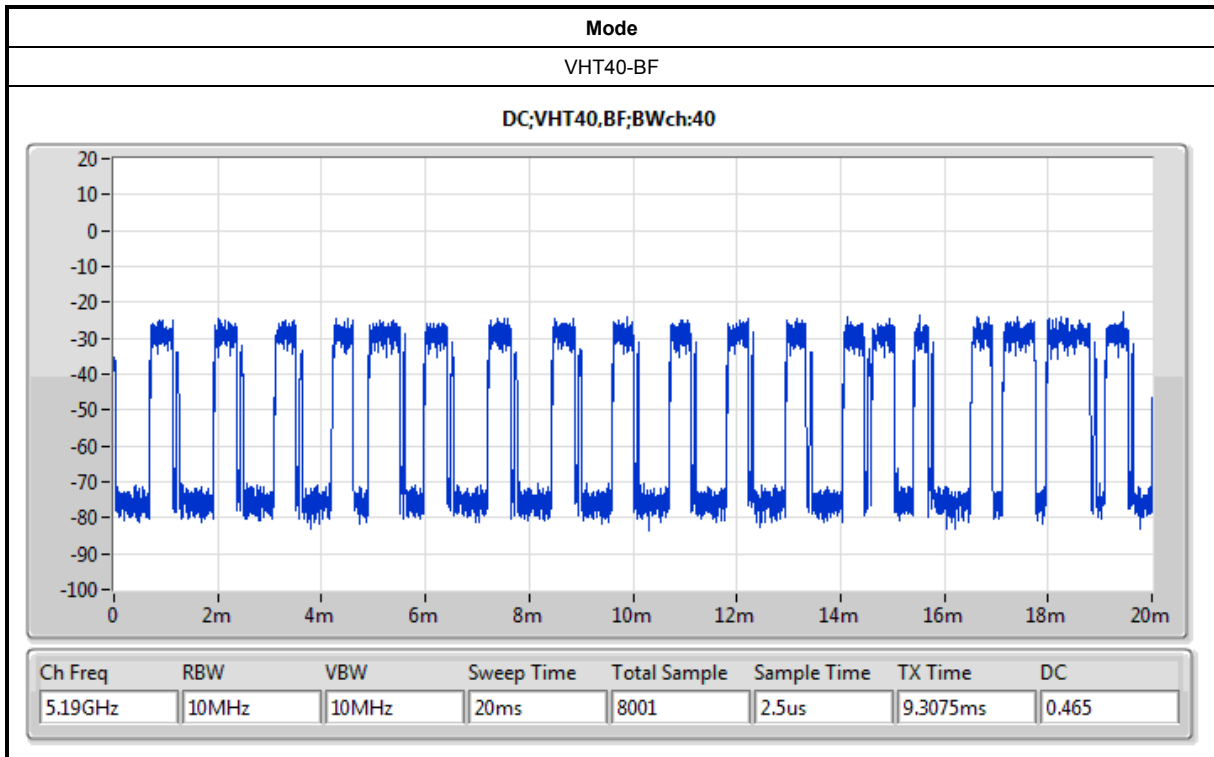 Mode
VHT40-BF
DC;VHT40,BF;BWch:40
20
10
0
-10
-20
-30
-40
-50
-60
-70
-80
-90
-100
0 2m 4m 6m 8m 10m 12m 14m 16m 18m 20m
Ch Freq RBW VBW Sweep Time Total Sample Sample Time TX Time DC
5.19GHz 10MHz 10MHz 20ms 8001 2.5us 9.3075ms 0.465